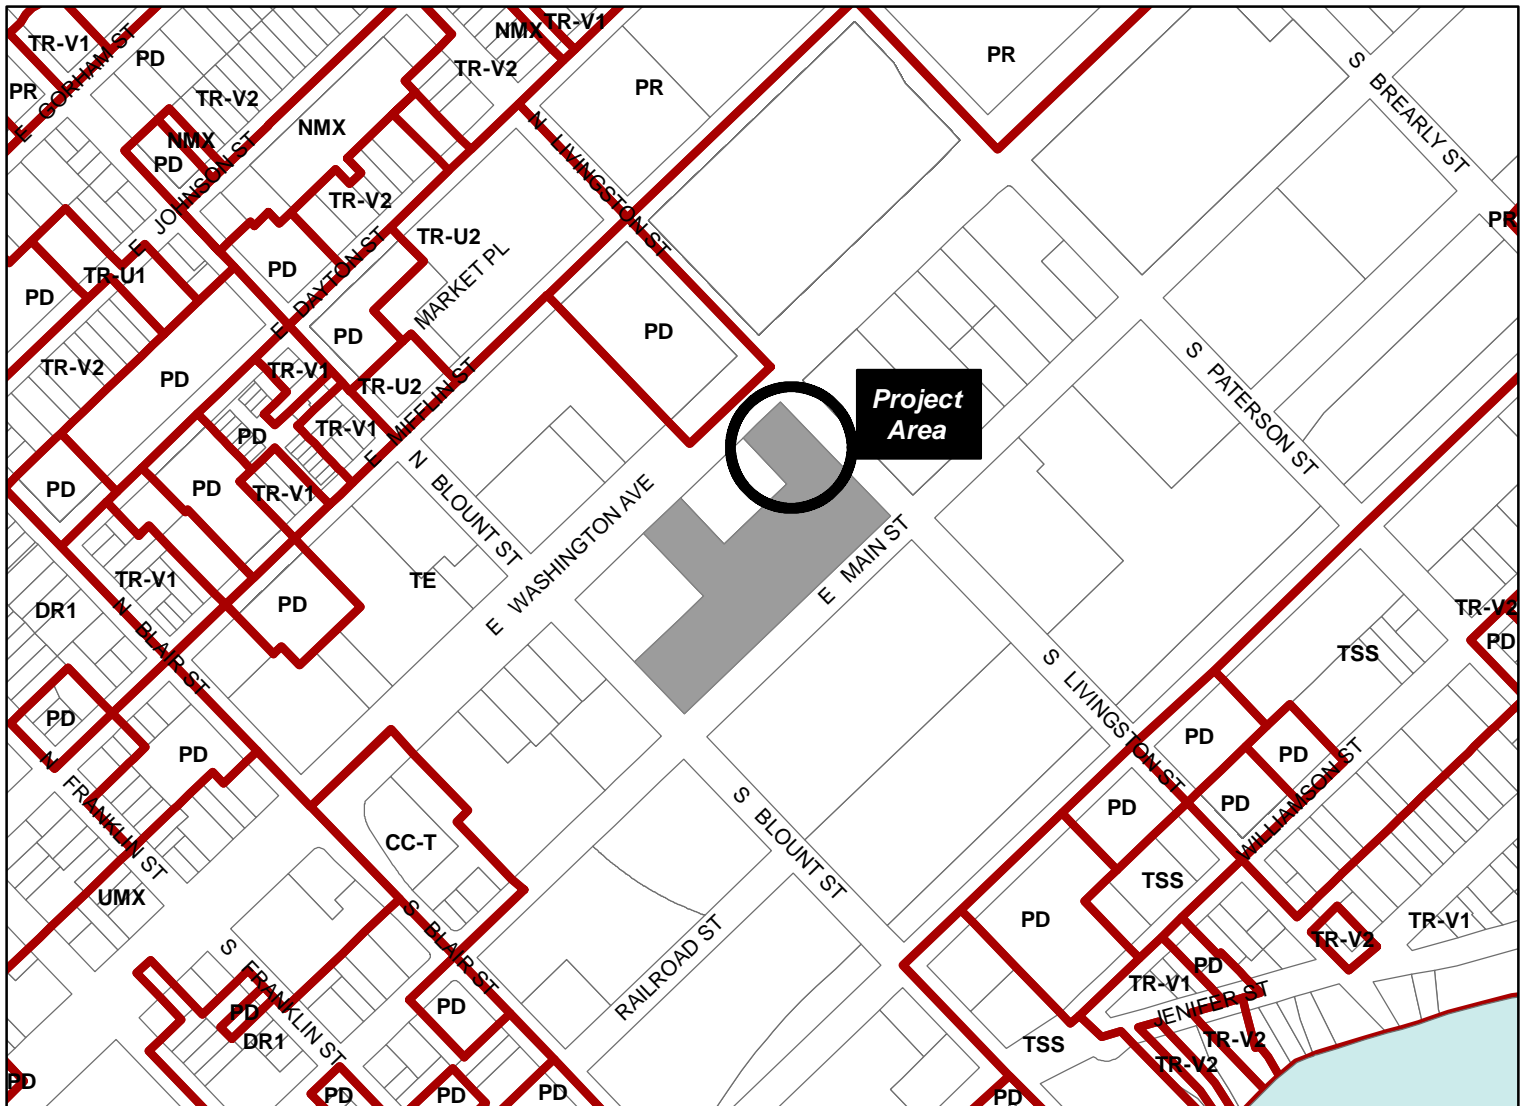 TR-V1
PD
PR
E GORHAM ST
TR-V2
NMX
PD
E JOHNSON ST
NMX
NMX
TR-V1
TR-V2
PR
PR
S BREARLY ST
PR
N LIVINGSTON ST
TR-V2
TR-U2
MARKET PL
PD
E DAYTON ST
TR-U1
PD
PD
TR-V2
PD
TR-V1
TR-U2
E MIFFLIN ST
TR-V1
PD
PD
Project
Area
S PATERSON ST
PD
PD
TR-V1
N BLOUNT ST
E WASHINGTON AVE
E MAIN ST
TE
TR-V1
PD
DR1
N BLAIR ST
TR-V2
PD
TSS
S LIVINGSTON ST
PD
PD
PD
PD
PD
WILLIAMSON ST
PD
N FRANKLIN ST
UMX
CC-T
S BLOUNT ST
TSS
PD
TR-V2
TR-V1
S BLAIR ST
RAILROAD ST
S FRANKLIN ST
PD
DR1
PD
TR-V1
PD
JENIFER ST
TSS
TR-V2
TR-V2
PD
PD
PD
PD
PD